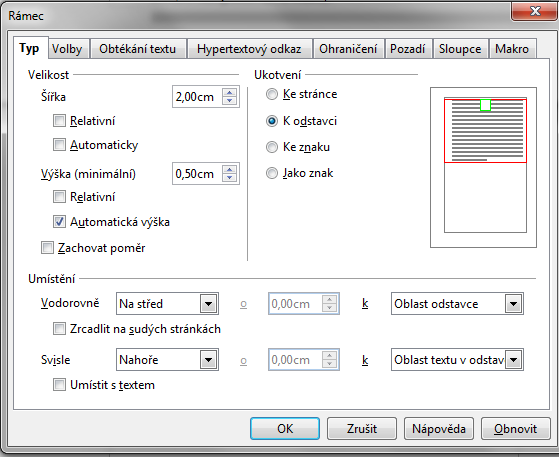 Rámec
Typ Volby Obtékání textu Hypertextový odkaz Ohraničení Pozadí Sloupce Makro
Velikost
Šířka 2,00cm
Relativní
Automaticky
Výška (minimální) 0,50cm
Relativní
Automatická výška
Zachovat poměr
Ukotvení
Ke stránce
K odstavci
Ke znaku
Jako znak
Umístění
Vodorovně Na střed o 0,00cm k Oblast odstavce
Zrcadlit na sudých stránkách
Svisle Nahoře o 0,00cm k Oblast textu v odstav
Umístit s textem
OK Zrušit Nápověda Obnovit